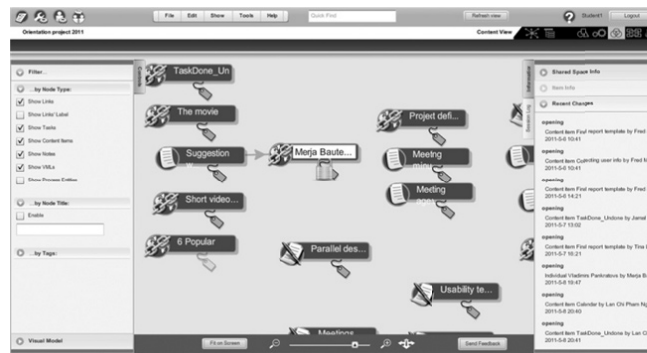 File Edit Show Tools Help Quick Find Refresh view Student1 Logout
Orientation project 2011 Content View
Filter...
...by Node Type:
Show Links
Show Links' Label
Show Tasks
Show Content Items
Show Notes
Show VMLs
...by Node Title:
Enable
...by Tags:
Visual Model
TaskDone_Un
The movie
Suggestion
Short video...
6 Popular
Merja Baute...
Project defi...
Meeting
Meeting
Parallel des...
Usability te...
Meetings
Fit on Screen
Send Feedback
Shared Space Info
Item Info
Recent Changes
opening
Content item Final report template by Fred
2011-5-6 10:41
opening
Content item user info by Fred
2011-5-6 10:41
opening
Content item Final report template by Fred
2011-5-6 14:21
opening
Content item TaskDone_Undone by Jamal
2011-5-7 13:02
opening
Content item Final report template by Tina
2011-5-7 16:21
opening
Individual Vladimirs Pankratovs by Merja B
2011-5-8 18:47
opening
Content item Calendar by Lan Chi Pham Ng
2011-5-8 20:40
opening
Content item TaskDone_Undone by Lan C
2011-5-8 20:41